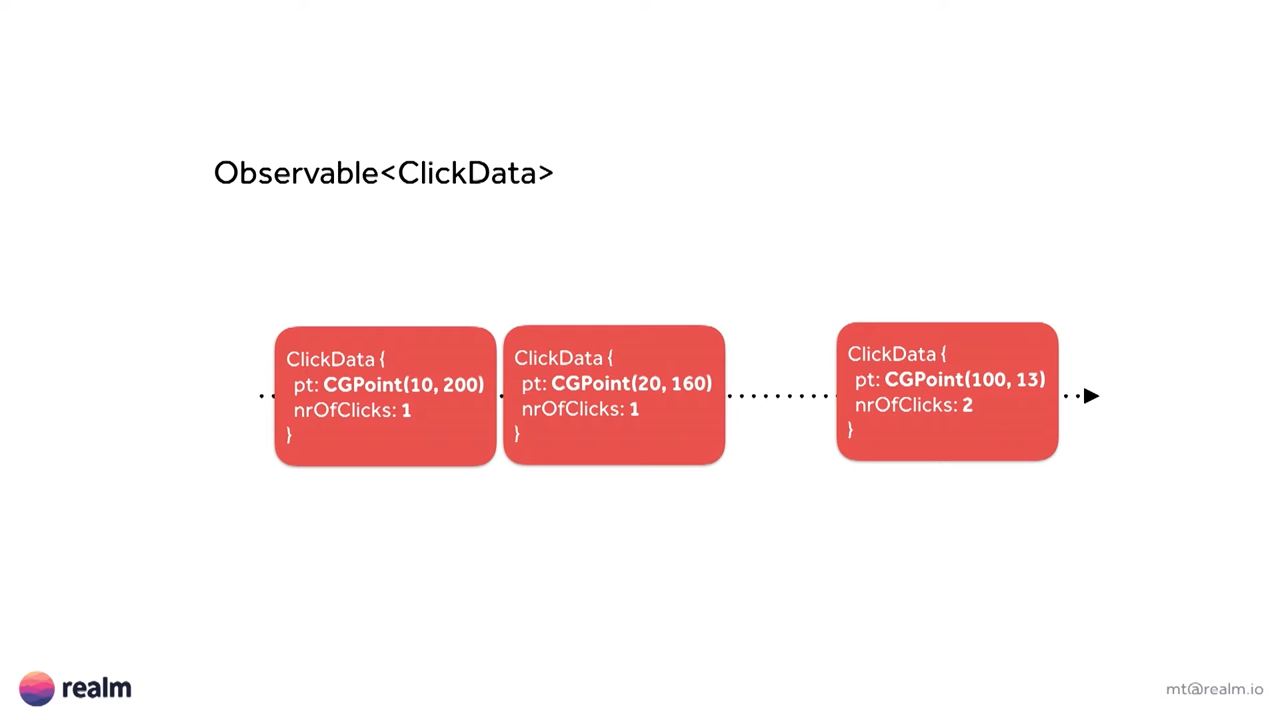 Observable<ClickData>
ClickData {
pt: CGPoint(10, 200)
nrOfClicks: 1
}
ClickData {
pt: CGPoint(20, 160)
nrOfClicks: 1
}
ClickData {
pt: CGPoint(100, 13)
nrOfClicks: 2
}
realm
mt@realm.io